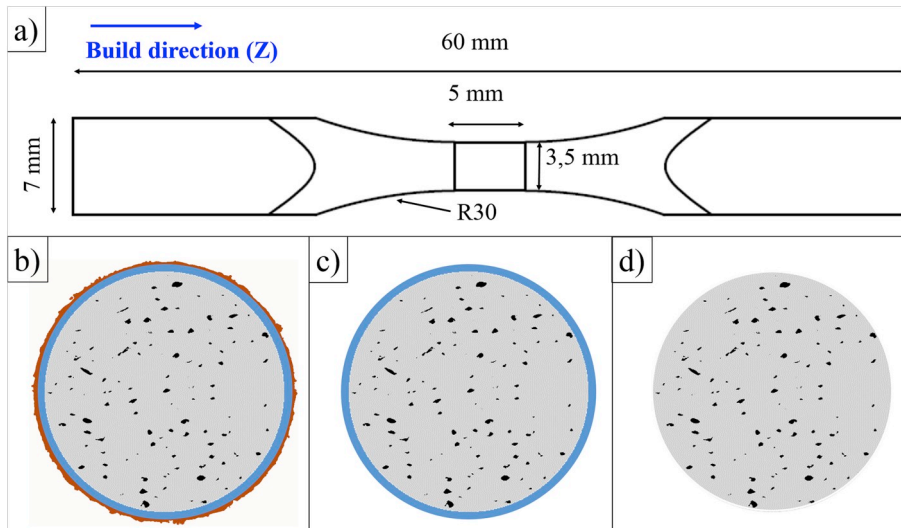 a)
Build direction (Z)
60 mm
5 mm
7 mm
3,5 mm
R30
b)
c)
d)